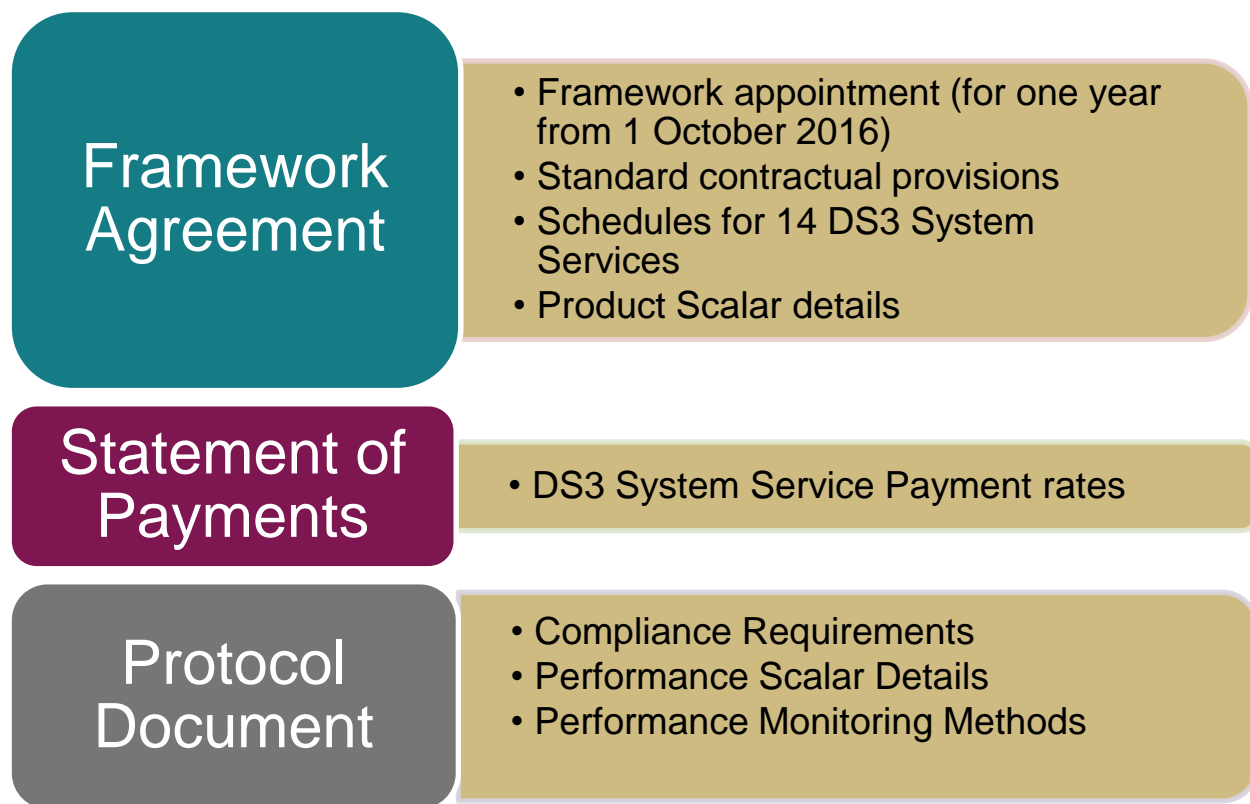 Framework
Agreement
• Framework appointment (for one year
from 1 October 2016)
• Standard contractual provisions
• Schedules for 14 DS3 System
Services
• Product Scalar details
Statement of
Payments
• DS3 System Service Payment rates
Protocol
Document
• Compliance Requirements
• Performance Scalar Details
• Performance Monitoring Methods